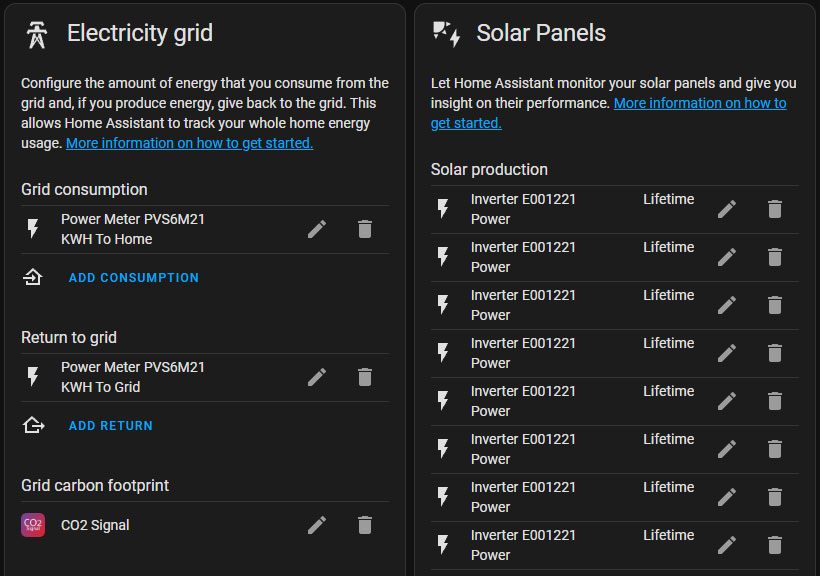 Electricity grid
Configure the amount of energy that you consume from the
grid and, if you produce energy, give back to the grid. This
allows Home Assistant to track your whole home energy
usage. More information on how to get started.
Grid consumption
Power Meter PVS6M21
KWH To Home
ADD CONSUMPTION
Return to grid
Power Meter PVS6M21
KWH To Grid
ADD RETURN
Grid carbon footprint
CO2 Signal
CO2 Signal
Solar Panels
Let Home Assistant monitor your solar panels and give you
insight on their performance. More information on how to
get started.
Solar production
Inverter E001221 Lifetime
Power
Inverter E001221 Lifetime
Power
Inverter E001221 Lifetime
Power
Inverter E001221 Lifetime
Power
Inverter E001221 Lifetime
Power
Inverter E001221 Lifetime
Power
Inverter E001221 Lifetime
Power
Inverter E001221 Lifetime
Power